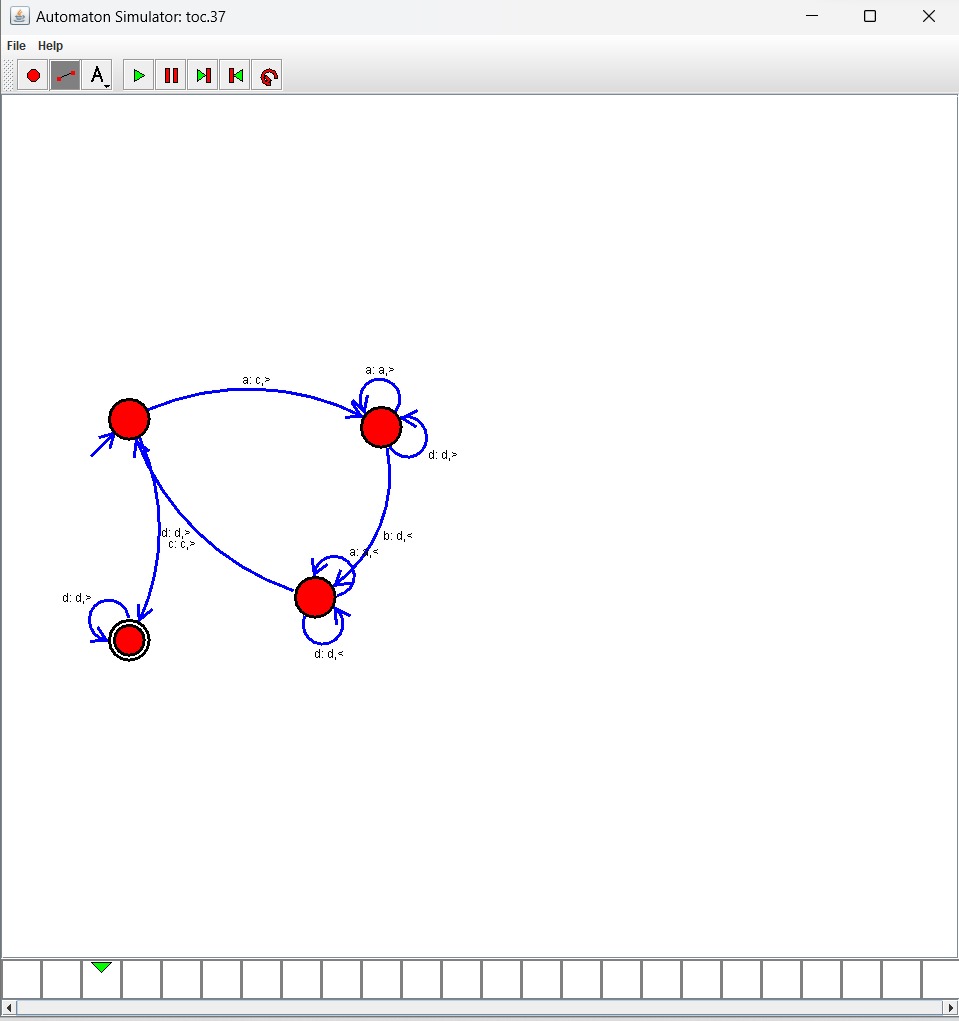 Automaton Simulator: toc.37
File Help
A
a: a,>
a: c,>
d: d,>
b: d,<
d: d,>
c: c,>
a: a,<
d: d,>
d: d,<